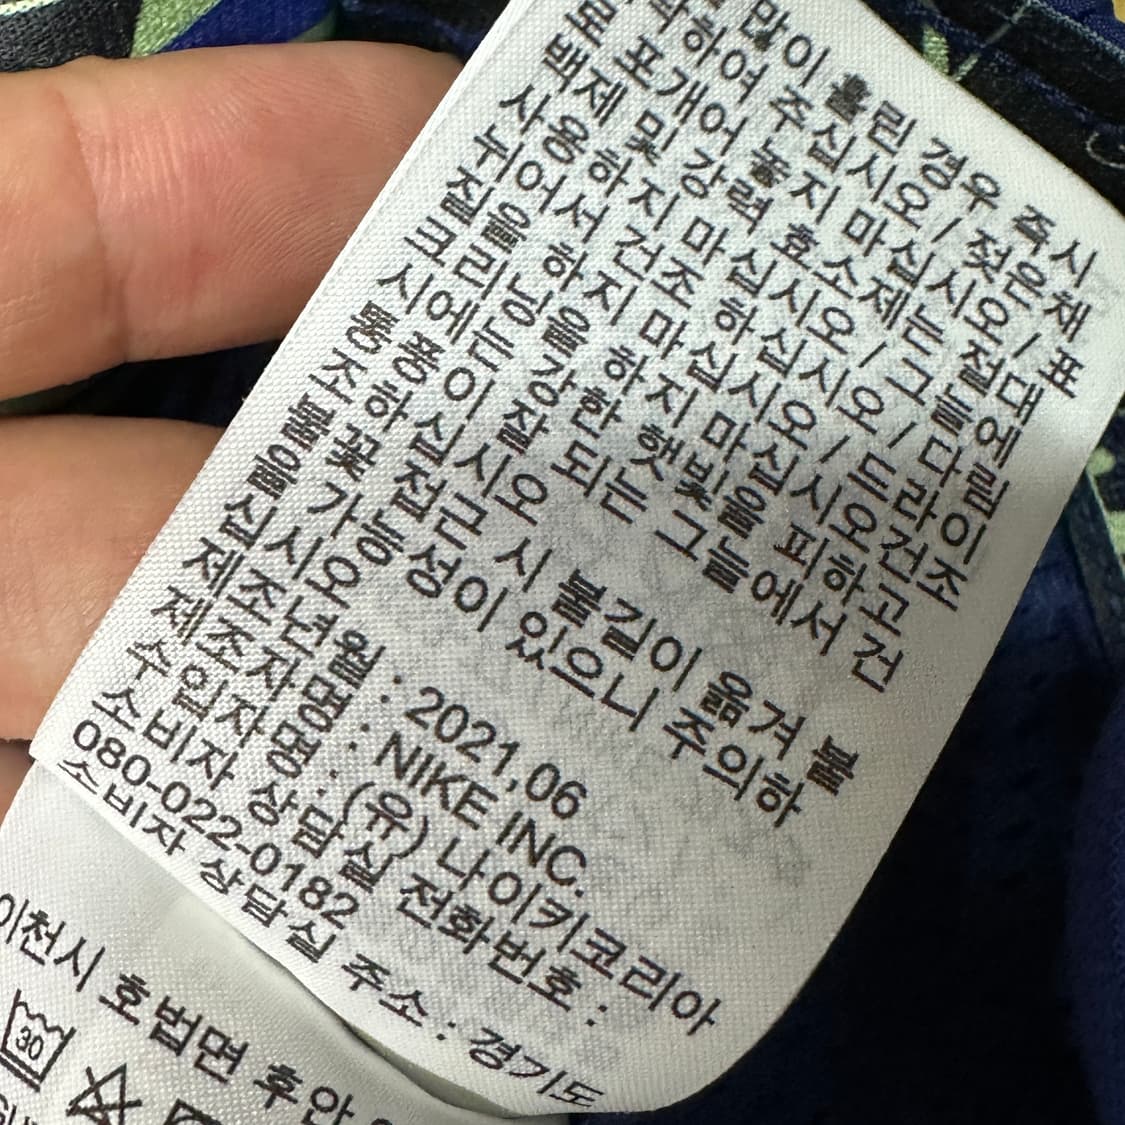 많이 흘린 경우 즉시
탁하여 주십시오/ 젖은 채
로 포개어 놓지 마십시오/ 표
백제 및 강력 효소제는 절대
사용하지 마십시오 / 그늘에
뉘어서 건조 하십시오 / 다림
질을 하지 마십시오 / 드라이
크리닝을 하지 마십시오/건조
시에는 강한 햇빛을 피하고
통풍이 잘 되는 그늘에서 건
조하십시오
불꽃 접근 시 불길이 옮겨 붙
을 가능성이 있으니 주의하
십시오
제조년월 : 2021,06
제조자명 : NIKE INC.
수입자명 : (유) 나이키코리아
소비자 상담실 전화번호 :
080-022-0182
소비자 상담실 주소 : 경기도
이천시 호법면 후안
30